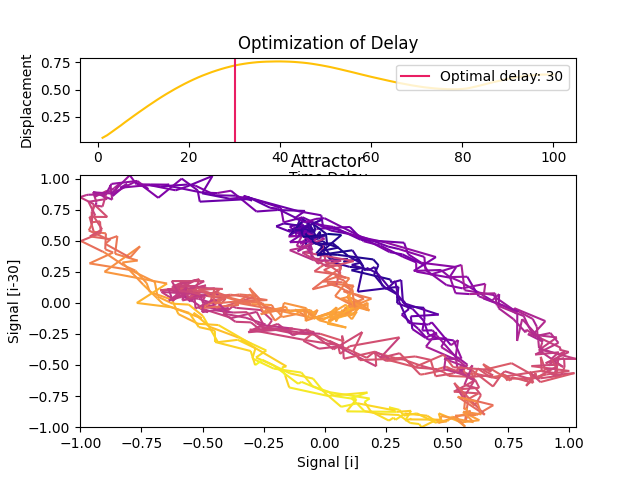 Optimization of Delay
Displacement
0.75
0.50
0.25
Optimal delay: 30
0 20 40 60 80 100
Attractor
Signal [i-30]
1.00
0.75
0.50
0.25
0.00
−0.25
−0.50
−0.75
−1.00
−1.00 −0.75 −0.50 −0.25 0.00 0.25 0.50 0.75 1.00
Signal [i]